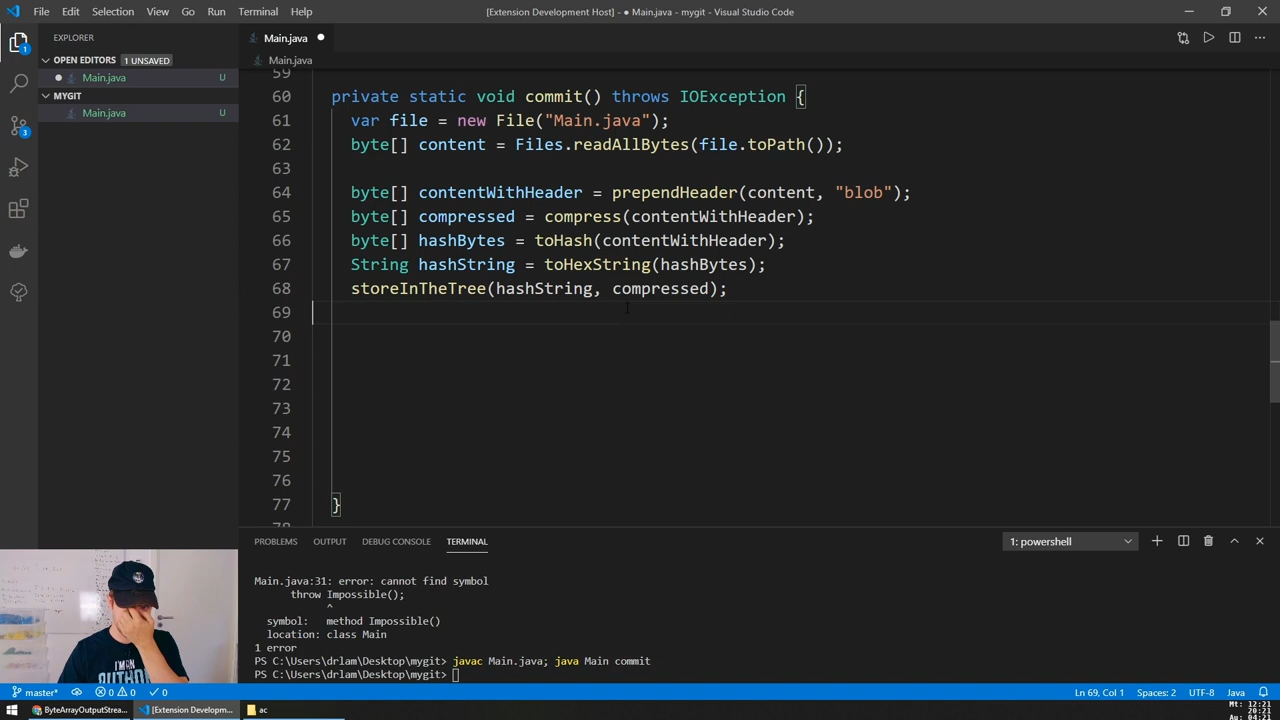 File Edit Selection View Go Run Terminal Help [Extension Development Host] - ● Main.java - mygit - Visual Studio Code
EXPLORER
Main.java
OPEN EDITORS 1 UNSAVED
Main.java U
MYGIT
Main.java U
1
3
Main.java
59
60 private static void commit() throws IOException {
61 var file = new File("Main.java");
62 byte[] content = Files.readAllBytes(file.toPath());
63
64 byte[] contentWithHeader = prependHeader(content, "blob");
65 byte[] compressed = compress(contentWithHeader);
66 byte[] hashBytes = toHash(contentWithHeader);
67 String hashString = toHexString(hashBytes);
68 storeInTheTree(hashString, compressed);
69
70
71
72
73
74
75
76
77 }
PROBLEMS OUTPUT DEBUG CONSOLE TERMINAL 1: powershell
Main.java:31: error: cannot find symbol
throw Impossible();
^
symbol: method Impossible()
location: class Main
1 error
PS C:\Users\drlam\Desktop\mygit> javac Main.java; java Main commit
PS C:\Users\drlam\Desktop\mygit>
I'M AN
master* 0 0 0 Ln 69, Col 1 Spaces: 2 UTF-8 Java
ByteArrayOutputStrea... [Extension Developm... ac
Mt: 12:21
20:21